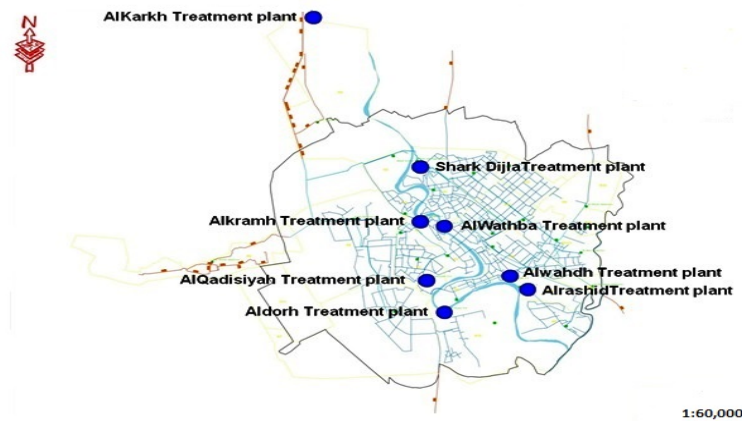 AlKarkh Treatment plant
N
Shark DijlaTreatment plant
Alkramh Treatment plant
AlWathba Treatment plant
Alwahdh Treatment plant
AlQadisiyah Treatment plant
AlrashidTreatment plant
Aldorh Treatment plant
1:60,000